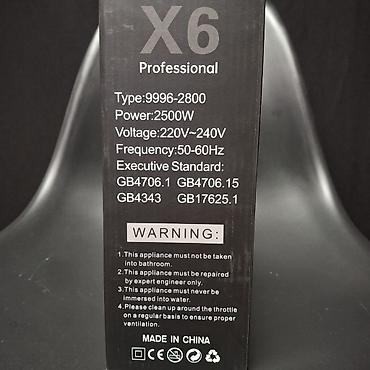 X6
Professional
Type:9996-2800
Power:2500W
Voltage:220V~240V
Frequency:50-60Hz
Executive Standard:
GB4706.1 GB4706.15
GB4343 GB17625.1
WARNING:
1.This appliance must not be taken
into bathroom.
2.This appliance must be repaired
by expert engineer only.
3.This appliance must never be
immersed into water.
4.Please clean up around the throttle
on a regular basis to ensure proper
ventilation.
MADE IN CHINA
CE